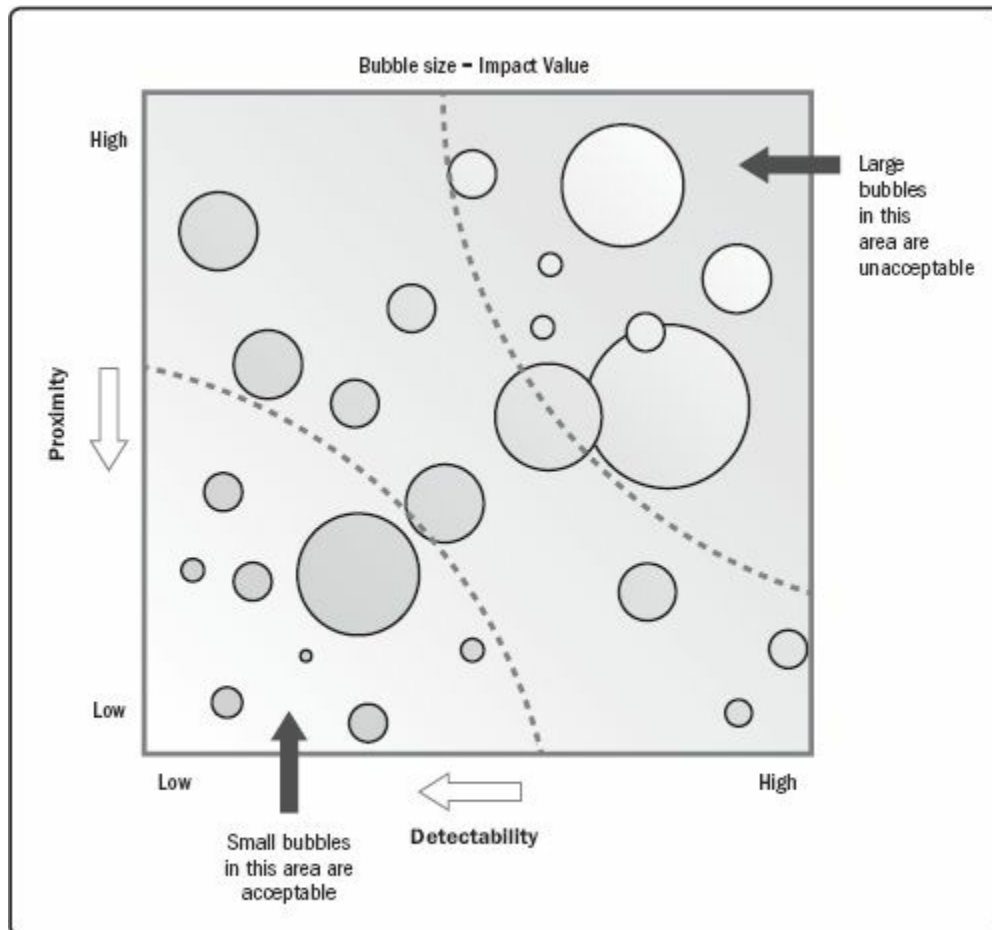 Bubble size – Impact Value
High
Large
bubbles
in this
area are
unacceptable
Proximity
Low
Low
High
Detectability
Small bubbles
in this area are
acceptable